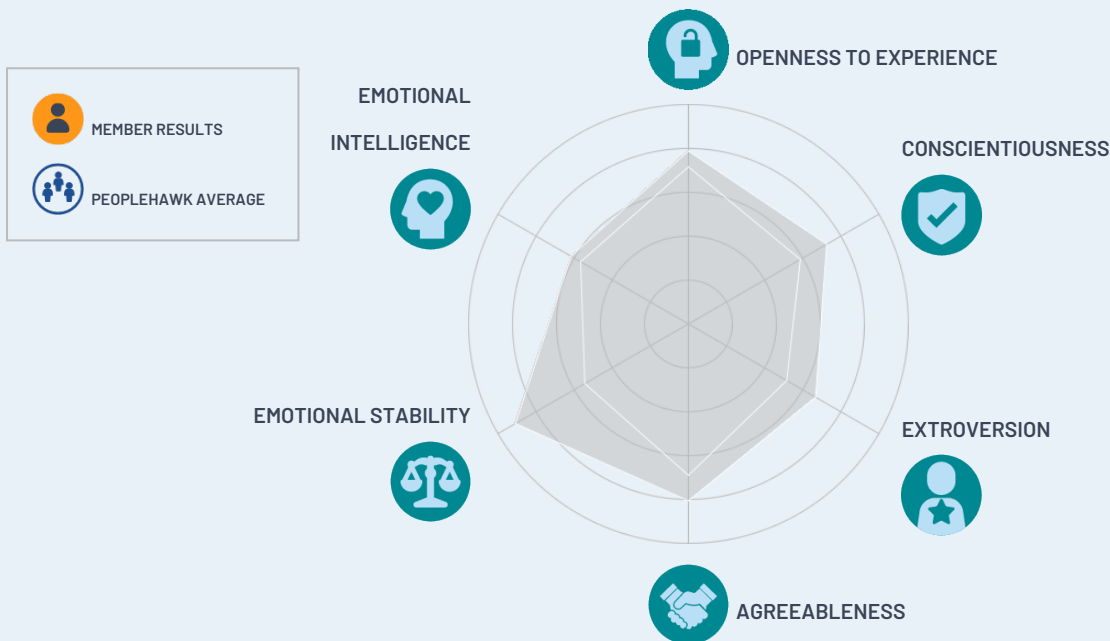 OPENNESS TO EXPERIENCE
EMOTIONAL
INTELLIGENCE
MEMBER RESULTS
PEOPLEHAWK AVERAGE
CONSCIENTIOUSNESS
EMOTIONAL STABILITY
EXTROVERSION
AGREEABLENESS